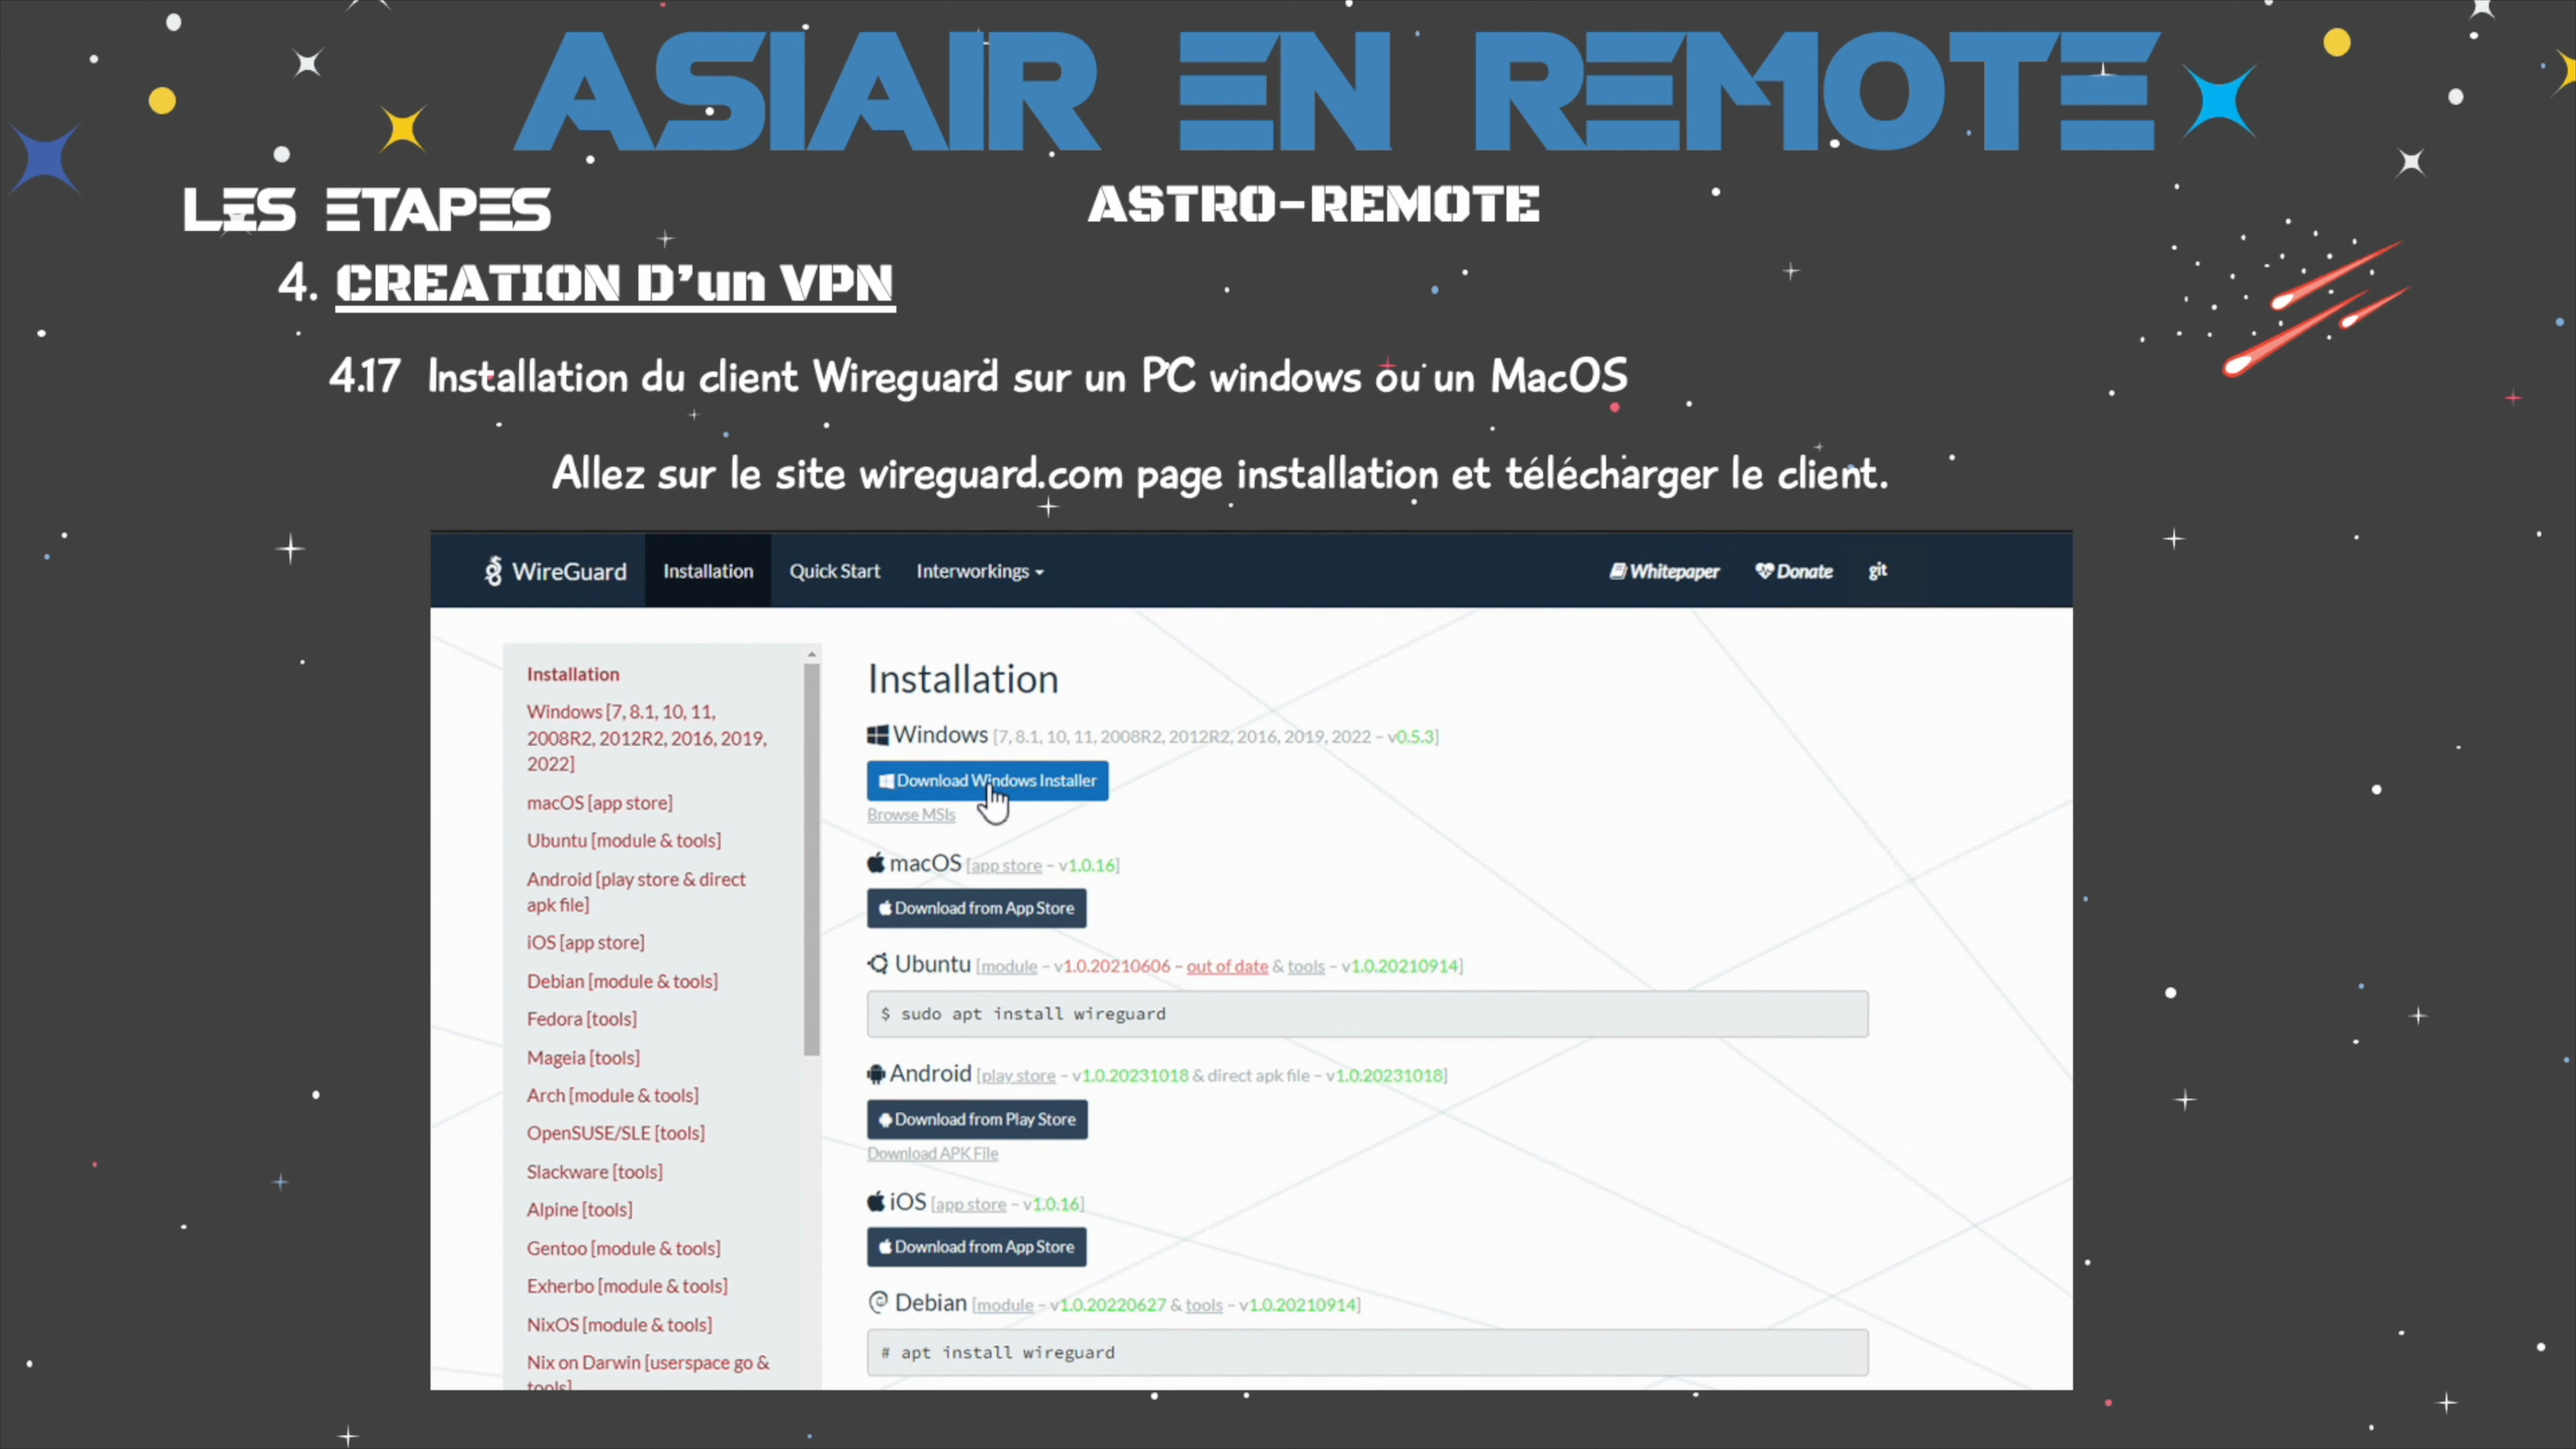 ASIAIR EN REMOTE
LES ETAPES
ASTRO-REMOTE
4. CREATION D'un VPN
4.17 Installation du client Wireguard sur un PC windows ou un MacOS
Allez sur le site wireguard.com page installation et télécharger le client.
WireGuard Installation Quick Start Interworkings Whitepaper Donate git
Installation
Windows [7, 8.1, 10, 11,
2008R2, 2012R2, 2016, 2019,
2022]
macOS [app store]
Ubuntu [module & tools]
Android [play store & direct
apk file]
iOS [app store]
Debian [module & tools]
Fedora [tools]
Mageia [tools]
Arch [module & tools]
OpenSUSE/SLE [tools]
Slackware [tools]
Alpine [tools]
Gentoo [module & tools]
Exherbo [module & tools]
NixOS [module & tools]
Nix on Darwin [userspace go &
tools]
Installation
Windows [7, 8.1, 10, 11, 2008R2, 2012R2, 2016, 2019, 2022 – v0.5.3]
Download Windows Installer
Browse MSIs
macOS [app store – v1.0.16]
Download from App Store
Ubuntu [module – v1.0.20210606 – out of date & tools – v1.0.20210914]
$ sudo apt install wireguard
Android [play store – v1.0.20231018 & direct apk file – v1.0.20231018]
Download from Play Store
Download APK File
iOS [app store – v1.0.16]
Download from App Store
Debian [module – v1.0.20220627 & tools – v1.0.20210914]
# apt install wireguard